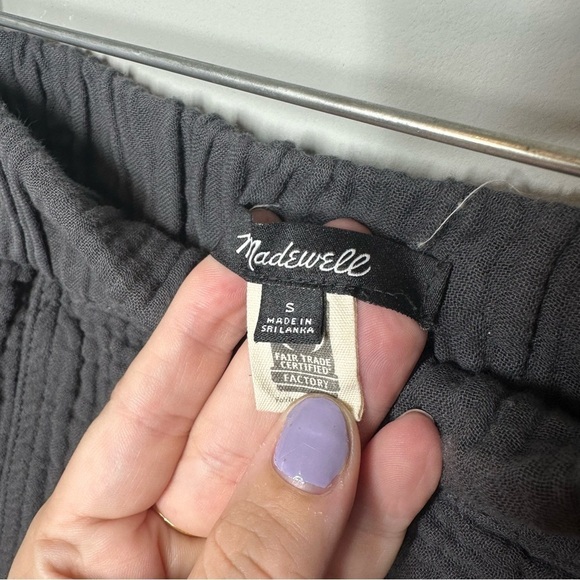 Madewell
S
MADE IN
SRI LANKA
FAIR TRADE
CERTIFIED
FACTORY